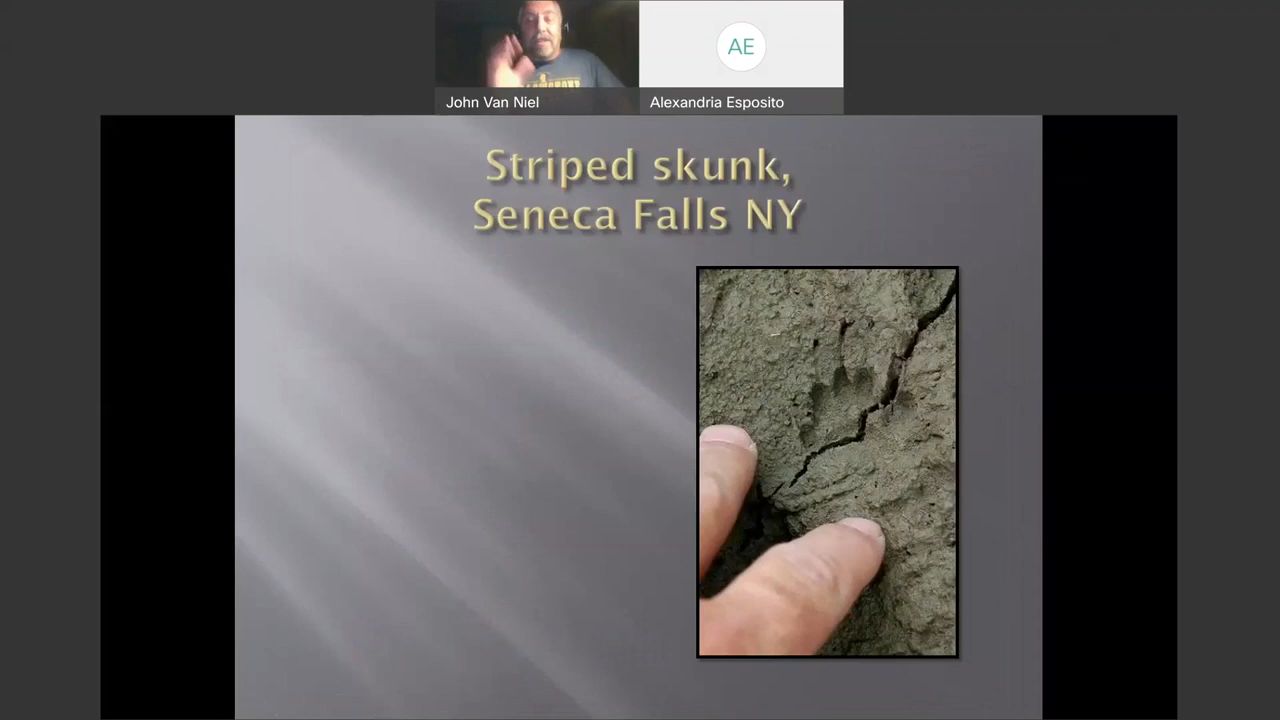 John Van Niel
AE
Alexandria Esposito
Striped skunk,
Seneca Falls NY